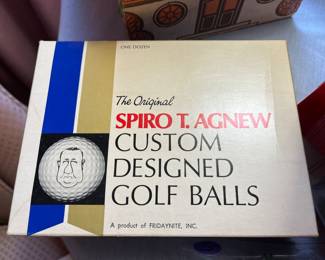 ONE DOZEN
The Original
SPIRO T. AGNEW
CUSTOM
DESIGNED
GOLF BALLS
A product of FRIDAYNITE, INC.